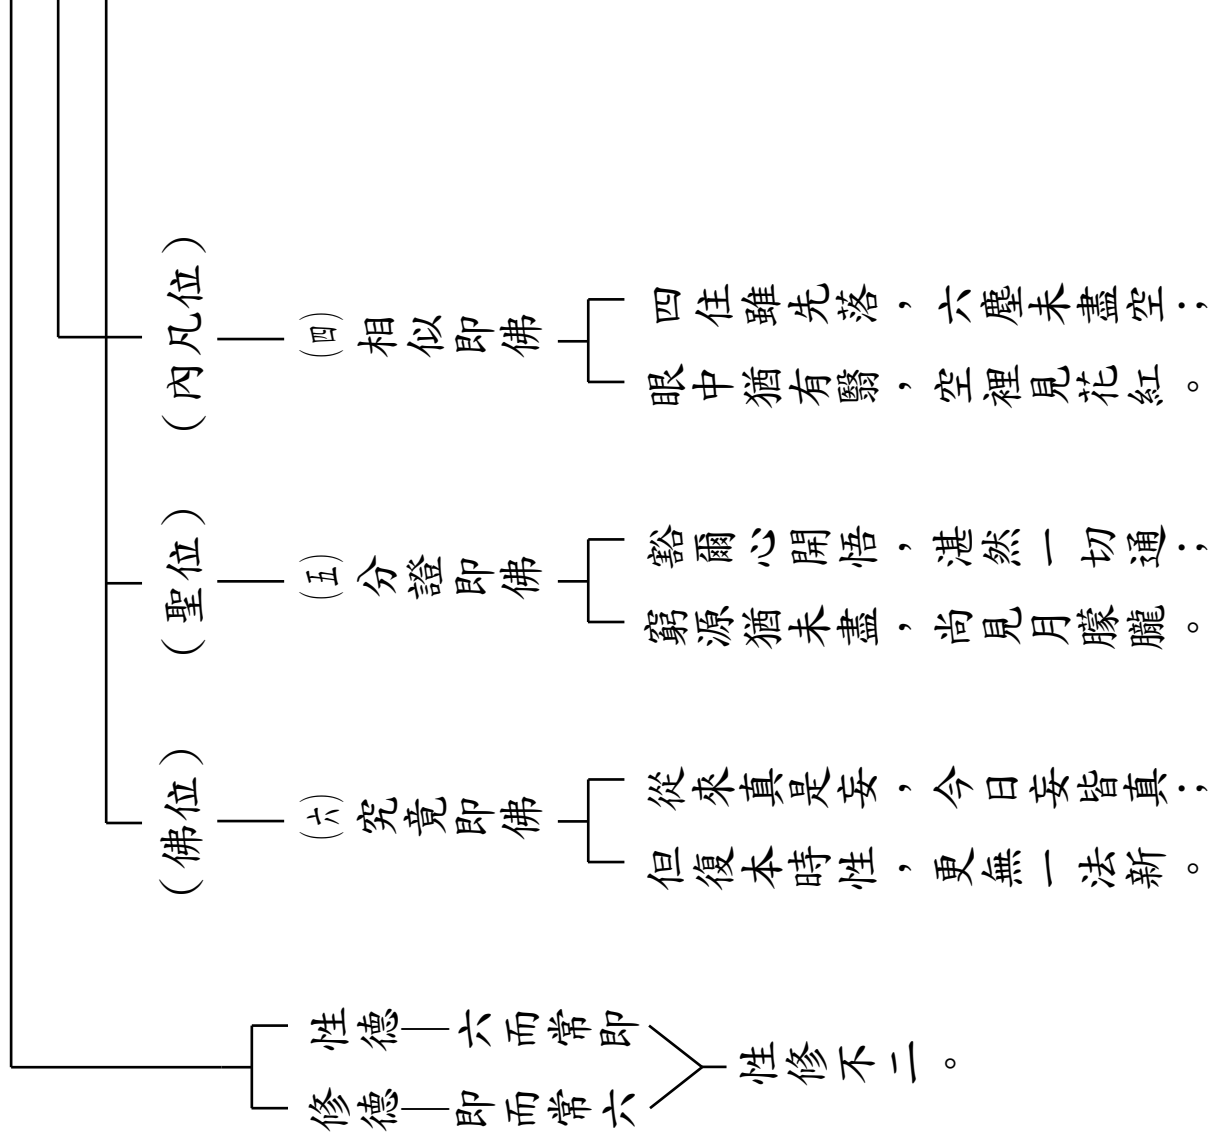 （內凡位）
㈣相似即佛
四住雖先落，六塵未盡空；
眼中猶有翳，空裡見花紅。
（聖位）
㈤分證即佛
豁爾心開悟，湛然一切通；
窮源猶未盡，尚見月朦朧。
（佛位）
㈥究竟即佛
從來真是妄，今日妄皆真；
但復本時性，更無一法新。
性德—六而常即
修德—即而常六
性修不二。